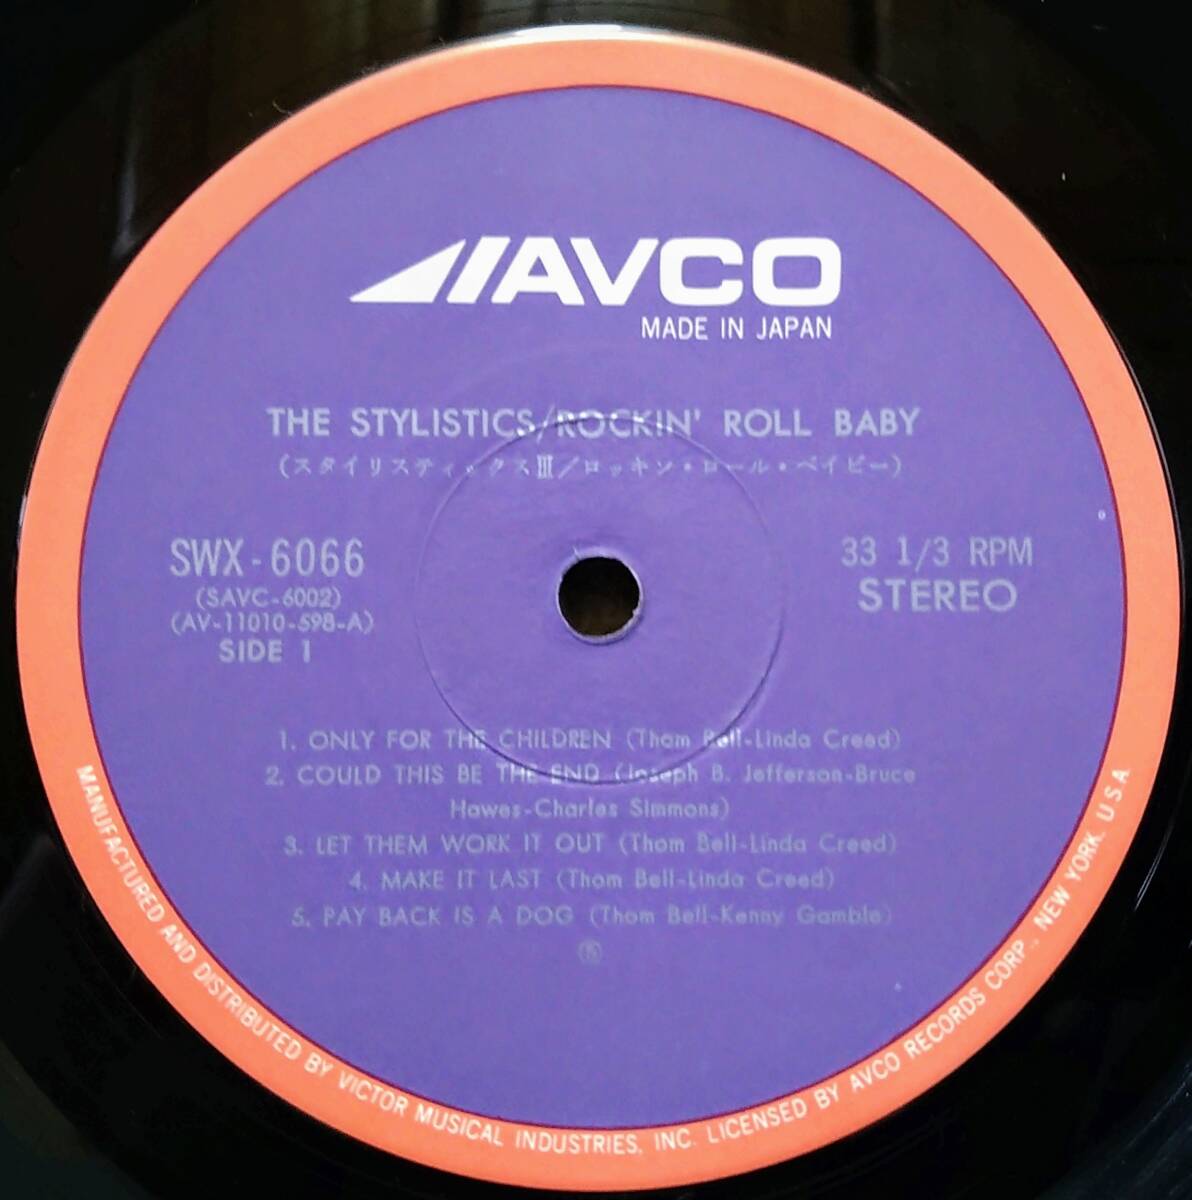 AVCO
MADE IN JAPAN
THE STYLISTICS/ROCKIN' ROLL BABY
(スタイリスティックスⅢ/ロッキン・ロール・ベイビー)
SWX-6066
(SAVC-6002)
(AV-11010-598-A)
SIDE 1
33 1/3 RPM
STEREO
1. ONLY FOR THE CHILDREN (Thom Bell-Linda Creed)
2. COULD THIS BE THE END (Joseph B. Jefferson-Bruce
Hawes-Charles Simmons)
3. LET THEM WORK IT OUT (Thom Bell-Linda Creed)
4. MAKE IT LAST (Thom Bell-Linda Creed)
5. PAY BACK IS A DOG (Thom Bell-Kenny Gamble)
MANUFACTURED AND DISTRIBUTED BY VICTOR MUSICAL INDUSTRIES, INC. LICENSED BY AVCO RECORDS CORP., NEW YORK, U.S.A.